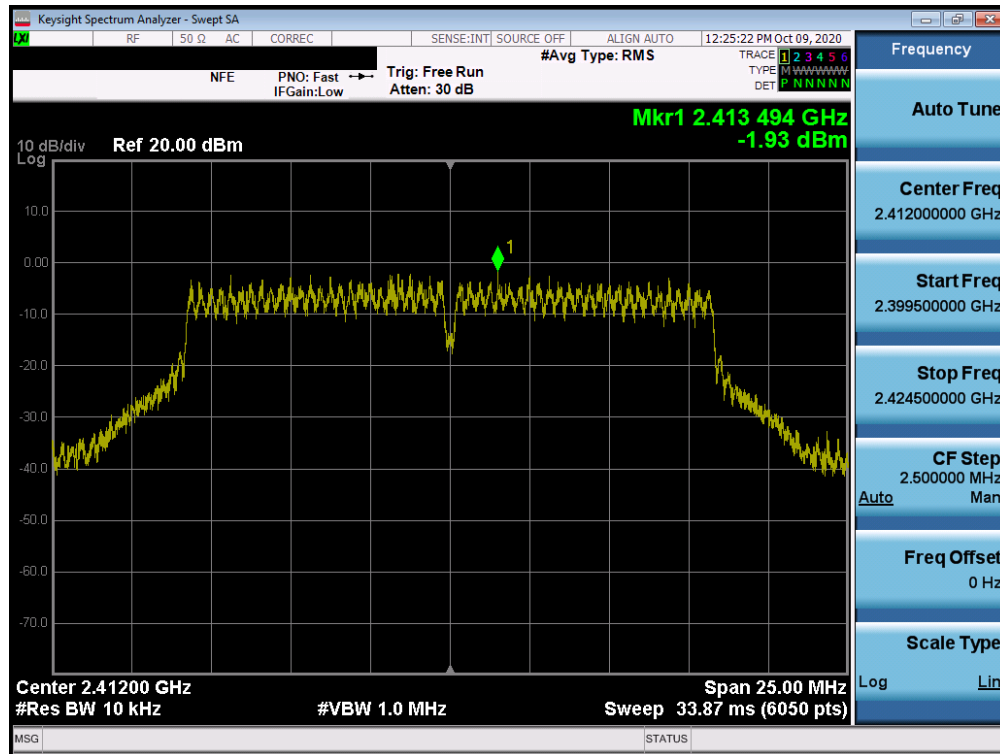 Keysight Spectrum Analyzer - Swept SA
LXI RF 50 Ω AC CORREC SENSE:INT SOURCE OFF ALIGN AUTO 12:25:22 PM Oct 09, 2020
NFE PNO: Fast Trig: Free Run #Avg Type: RMS TRACE 1 2 3 4 5 6
IFGain:Low Atten: 30 dB TYPE M WWWWW
DET P N N N N N
Mkr1 2.413 494 GHz
-1.93 dBm
10 dB/div Ref 20.00 dBm
Log
10.0
0.00
-10.0
-20.0
-30.0
-40.0
-50.0
-60.0
-70.0
1
Center 2.41200 GHz Span 25.00 MHz
#Res BW 10 kHz #VBW 1.0 MHz Sweep 33.87 ms (6050 pts)
MSG STATUS
Frequency
Auto Tune
Center Freq
2.412000000 GHz
Start Freq
2.399500000 GHz
Stop Freq
2.424500000 GHz
CF Step
2.500000 MHz
Auto Man
Freq Offset
0 Hz
Scale Type
Log Lin